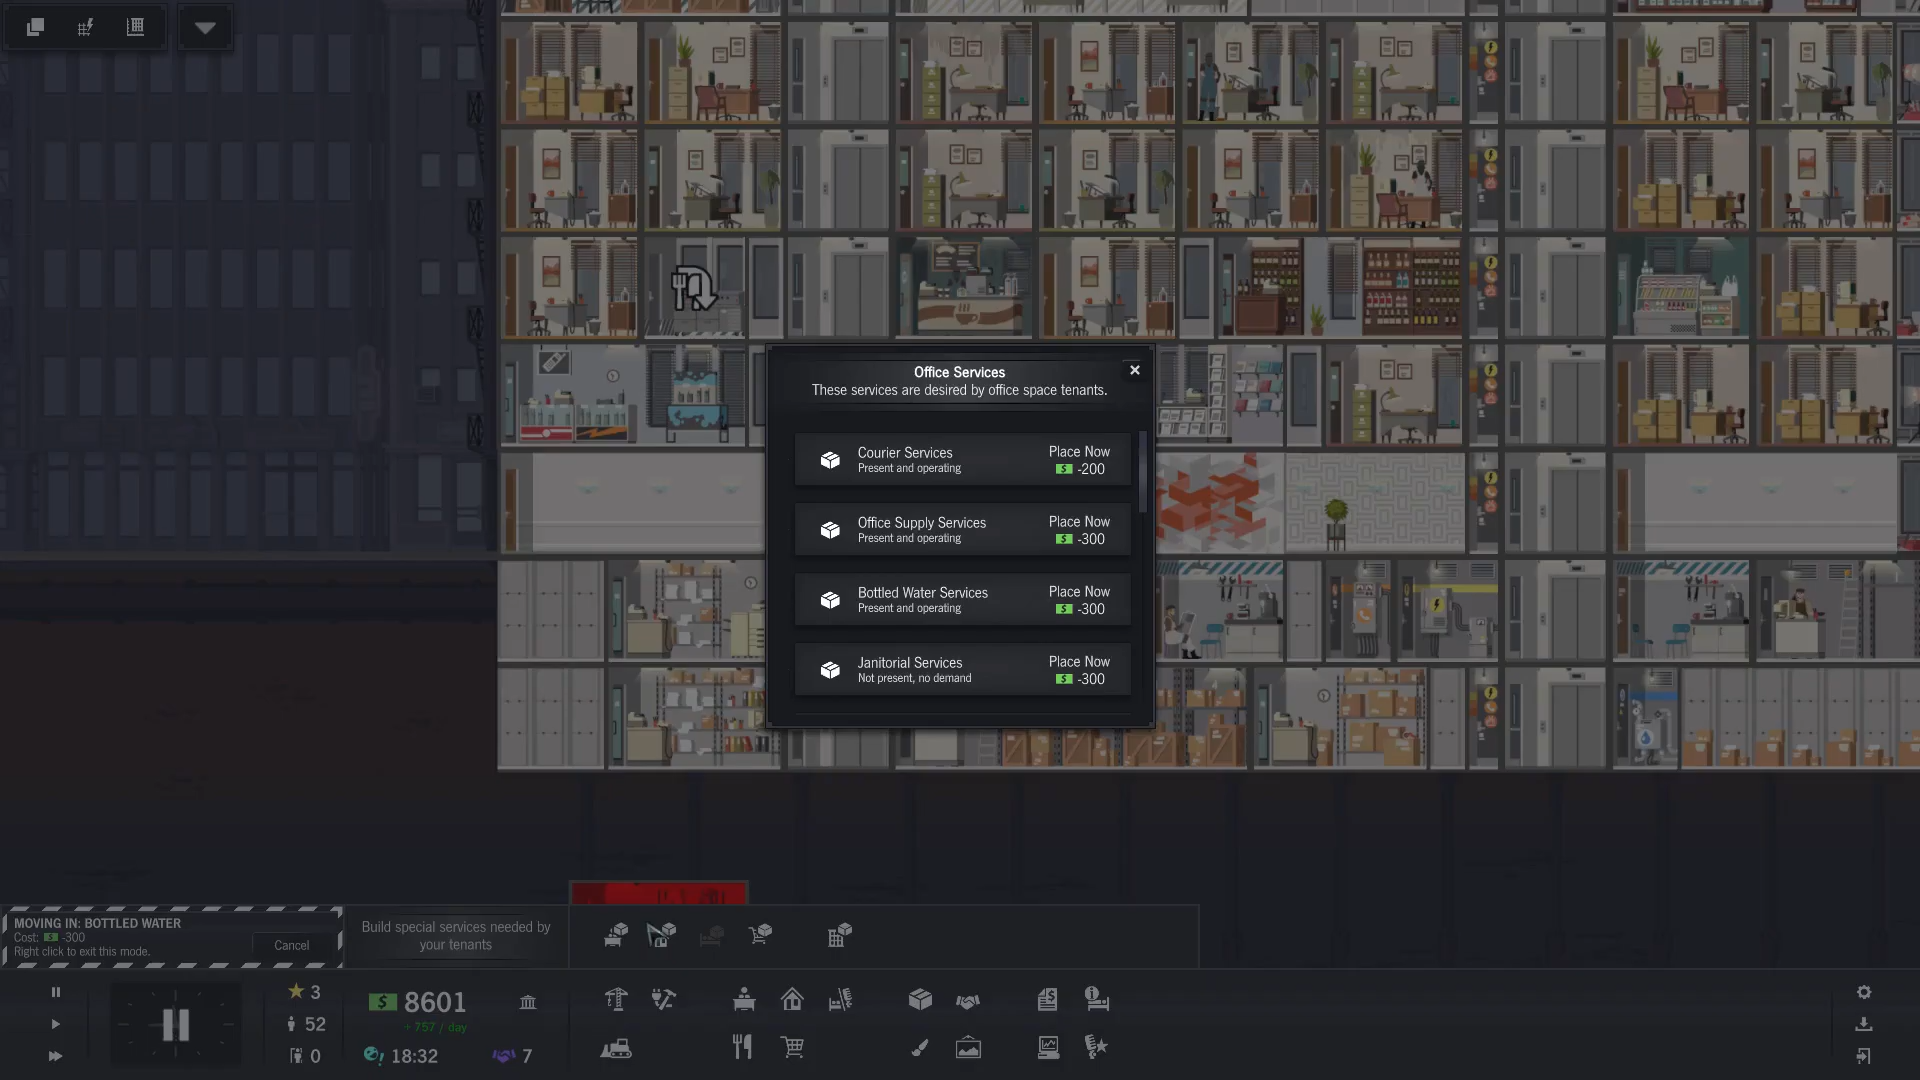 Office Services
These services are desired by office space tenants.
Courier Services
Present and operating
Place Now
-200
Office Supply Services
Present and operating
Place Now
-300
Bottled Water Services
Present and operating
Place Now
-300
Janitorial Services
Not present, no demand
Place Now
-300
MOVING IN: BOTTLED WATER
Cost: -300
Right click to exit this mode.
Cancel
Build special services needed by
your tenants
3
52
0
8601
+ 757 / day
18:32
7